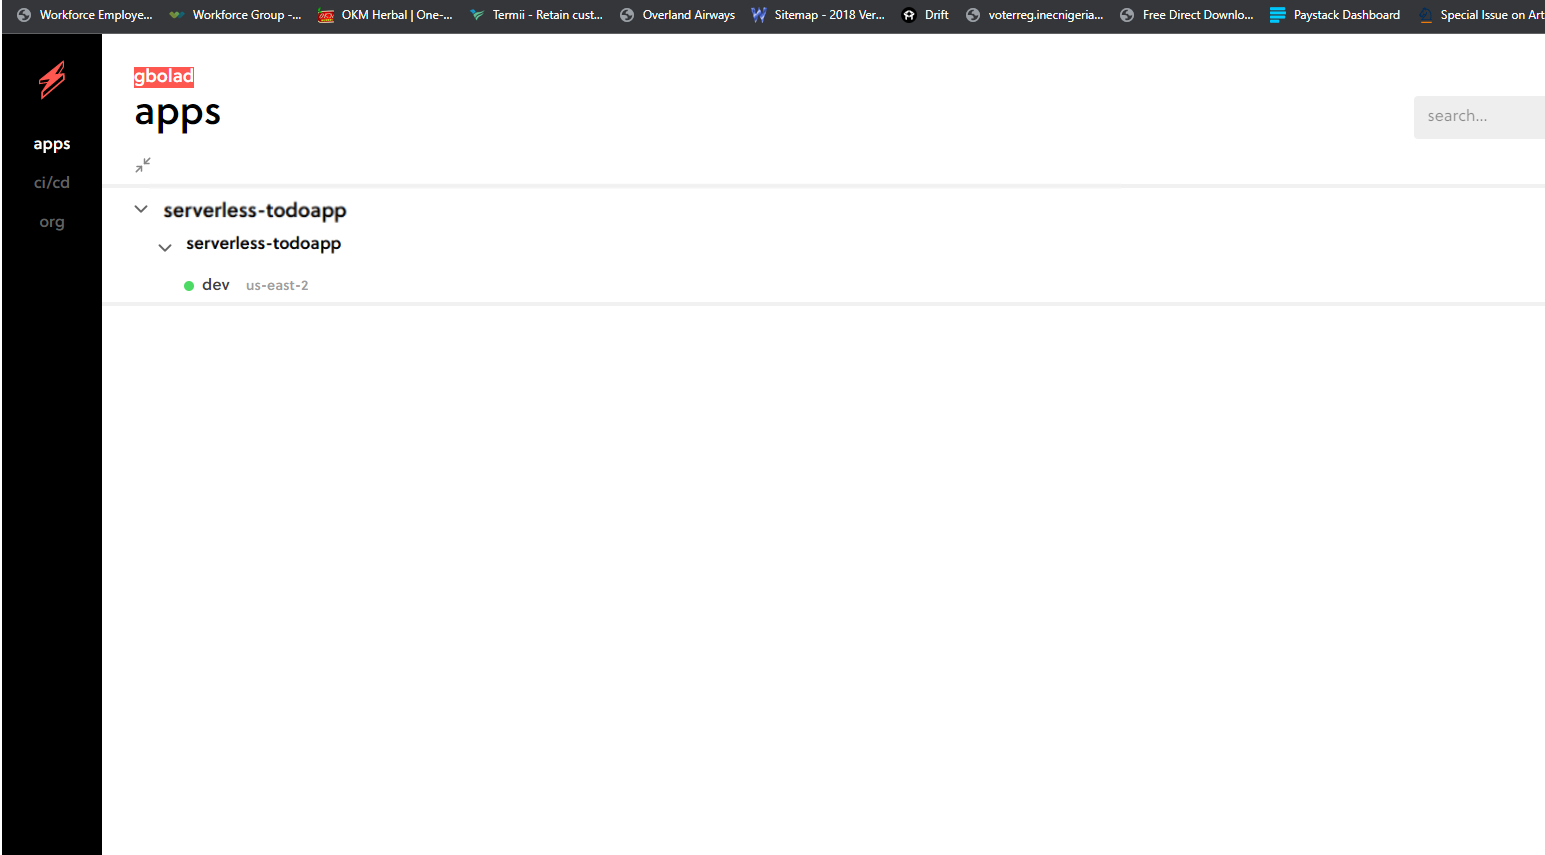 Workforce Employe... Workforce Group -... OKM Herbal | One-... Termii - Retain cust... Overland Airways Sitemap - 2018 Ver... Drift voterreg.inecnigeria... Free Direct Downlo... Paystack Dashboard Special Issue on Art
gbolad
apps
search...
apps
ci/cd
org
serverless-todoapp
serverless-todoapp
dev us-east-2